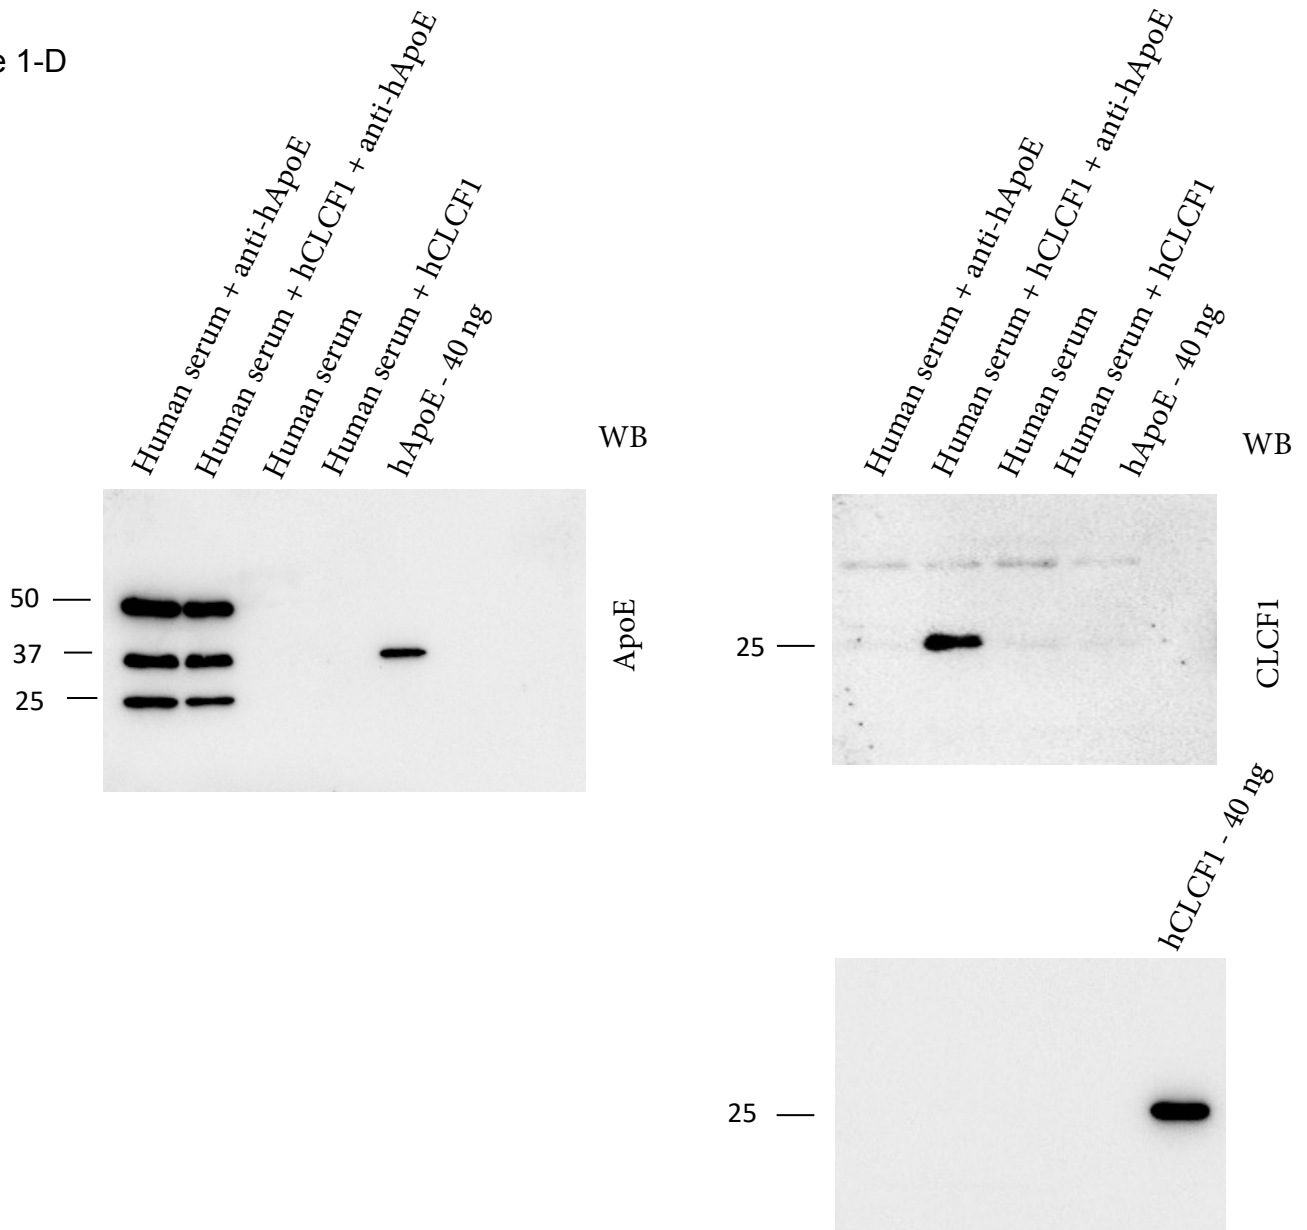 e 1-D
Human serum + anti-hApoE
Human serum + hCLCF1 + anti-hApoE
Human serum
Human serum + hCLCF1
hApoE - 40 ng
WB
50
37
25
ApoE
Human serum + anti-hApoE
Human serum + hCLCF1 + anti-hApoE
Human serum
Human serum + hCLCF1
hApoE - 40 ng
WB
25
CLCF1
hCLCF1 - 40 ng
25